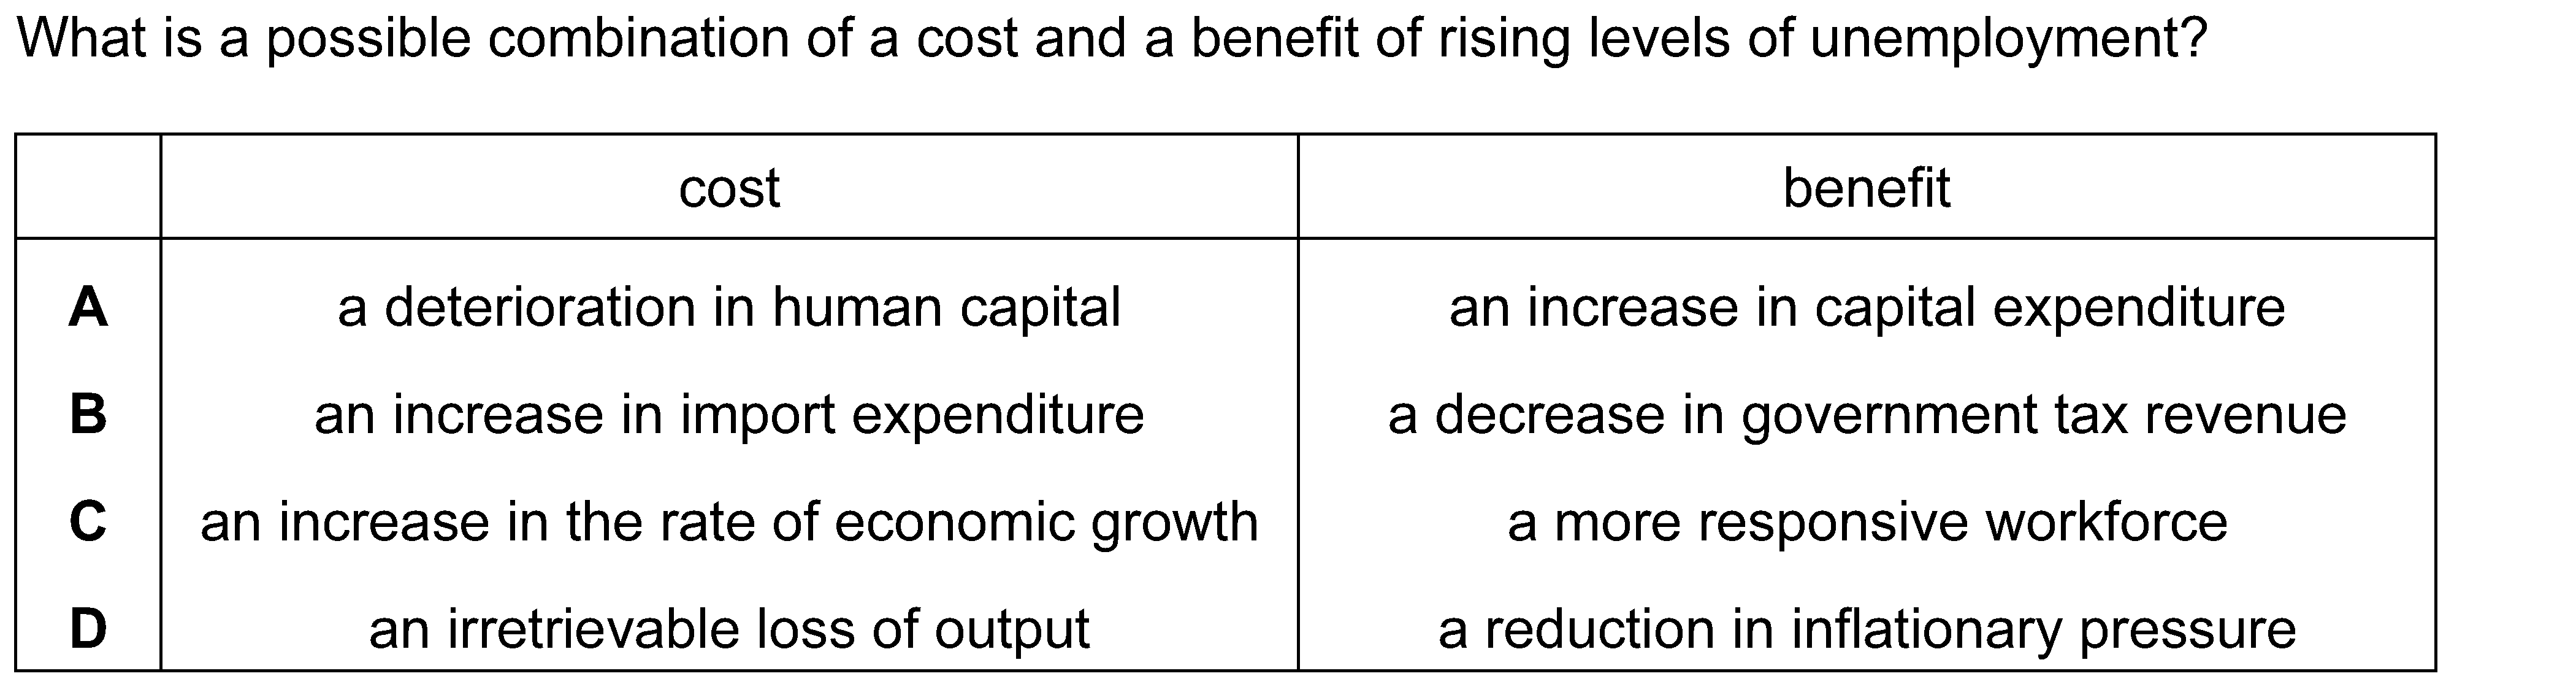 What is a possible combination of a cost and a benefit of rising levels of unemployment?
cost benefit
A a deterioration in human capital an increase in capital expenditure
B an increase in import expenditure a decrease in government tax revenue
C an increase in the rate of economic growth a more responsive workforce
D an irretrievable loss of output a reduction in inflationary pressure